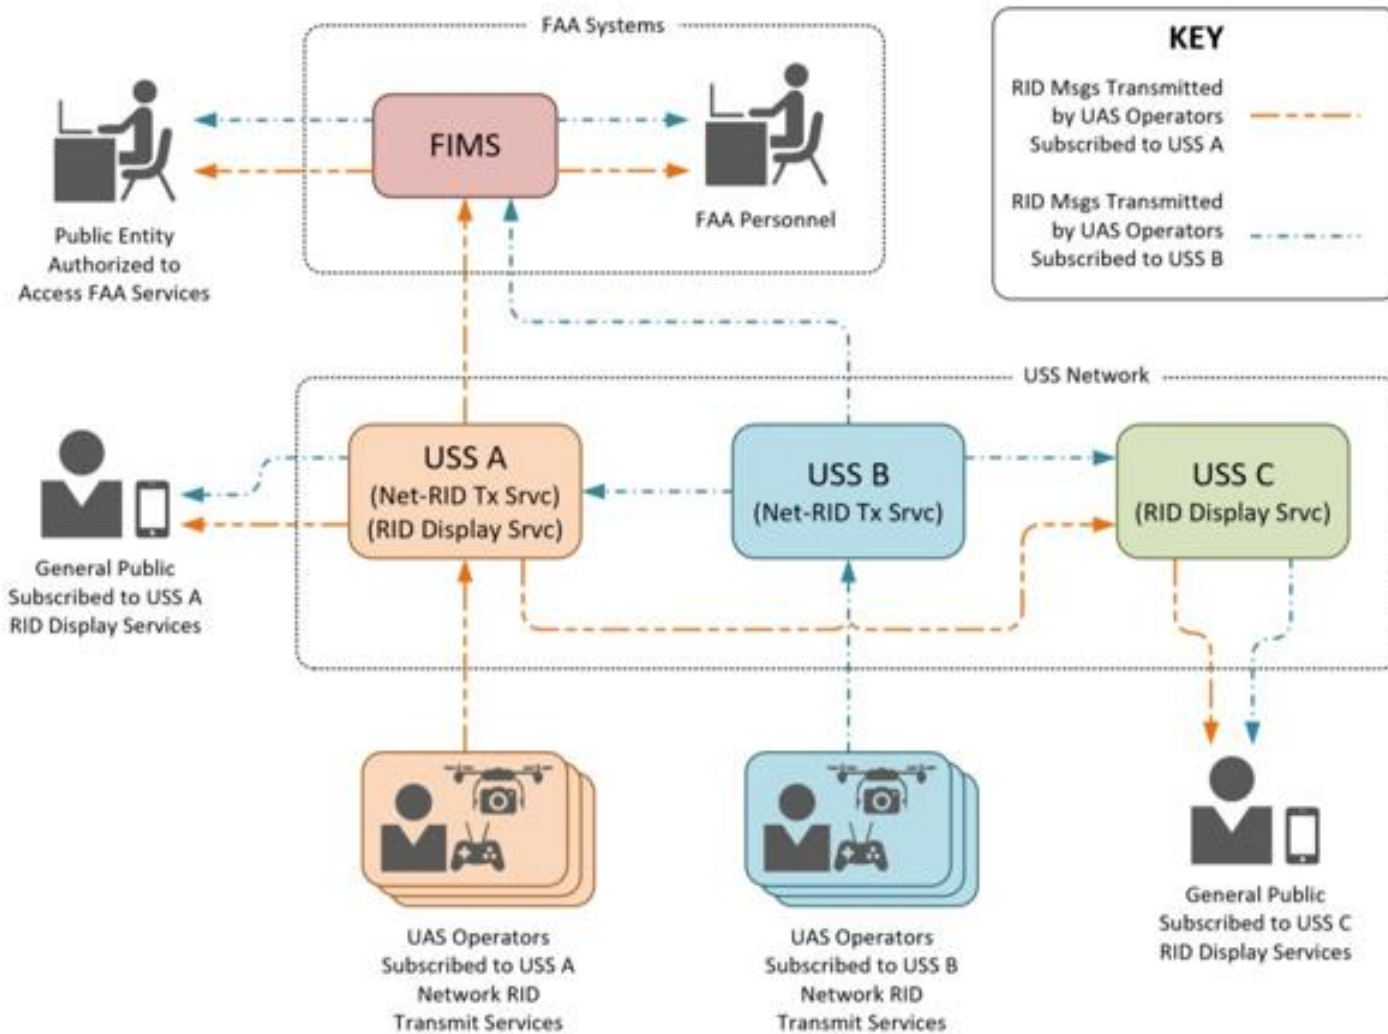 FAA Systems
KEY
RID Msgs Transmitted
by UAS Operators
Subscribed to USS A
RID Msgs Transmitted
by UAS Operators
Subscribed to USS B
FIMS
Public Entity
Authorized to
Access FAA Services
FAA Personnel
USS Network
USS A
(Net-RID Tx Srvc)
(RID Display Srvc)
USS B
(Net-RID Tx Srvc)
USS C
(RID Display Srvc)
General Public
Subscribed to USS A
RID Display Services
UAS Operators
Subscribed to USS A
Network RID
Transmit Services
UAS Operators
Subscribed to USS B
Network RID
Transmit Services
General Public
Subscribed to USS C
RID Display Services